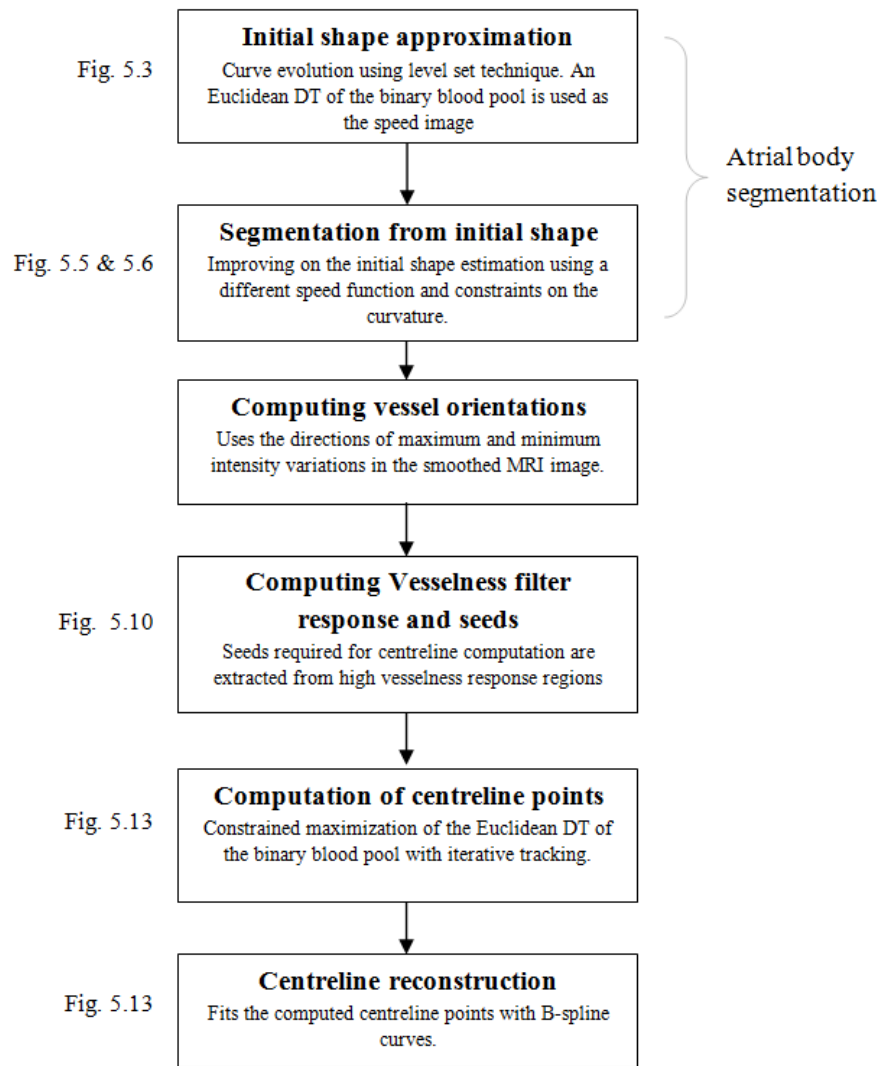 Initial shape approximation
Fig. 5.3
Curve evolution using level set technique. An
Euclidean DT of the binary blood pool is used as
the speed image
Atrial body
segmentation
Segmentation from initial shape
Fig. 5.5 & 5.6
Improving on the initial shape estimation using a
different speed function and constraints on the
curvature.
Computing vessel orientations
Uses the directions of maximum and minimum
intensity variations in the smoothed MRI image.
Computing Vesselness filter
response and seeds
Fig. 5.10
Seeds required for centreline computation are
extracted from high vesselness response regions
Computation of centreline points
Fig. 5.13
Constrained maximization of the Euclidean DT of
the binary blood pool with iterative tracking.
Centreline reconstruction
Fig. 5.13
Fits the computed centreline points with B-spline
curves.